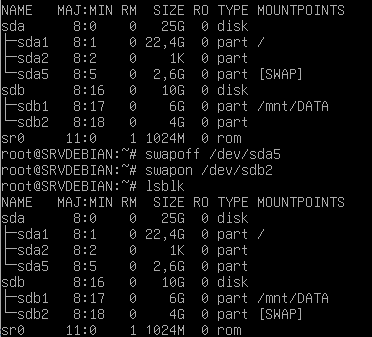 NAME   MAJ:MIN RM  SIZE RO TYPE MOUNTPOINTS
sda      8:0    0   25G  0 disk
├─sda1   8:1    0 22,4G  0 part /
├─sda2   8:2    0    1K  0 part
└─sda5   8:5    0  2,6G  0 part [SWAP]
sdb      8:16   0   10G  0 disk
├─sdb1   8:17   0    6G  0 part /mnt/DATA
└─sdb2   8:18   0    4G  0 part
sr0     11:0    1 1024M  0 rom
root@SRVDEBIAN:~# swapoff /dev/sda5
root@SRVDEBIAN:~# swapon /dev/sdb2
root@SRVDEBIAN:~# lsblk
NAME   MAJ:MIN RM  SIZE RO TYPE MOUNTPOINTS
sda      8:0    0   25G  0 disk
├─sda1   8:1    0 22,4G  0 part /
├─sda2   8:2    0    1K  0 part
└─sda5   8:5    0  2,6G  0 part
sdb      8:16   0   10G  0 disk
├─sdb1   8:17   0    6G  0 part /mnt/DATA
└─sdb2   8:18   0    4G  0 part [SWAP]
sr0     11:0    1 1024M  0 rom